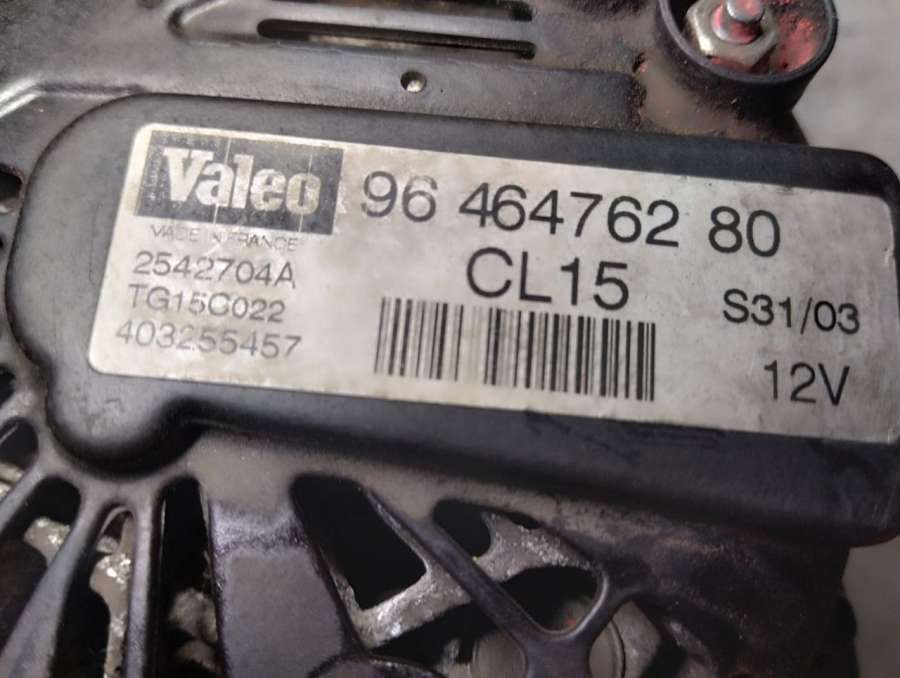 Valeo
96 464762 80
MADE IN FRANCE
CL15
2542704A
TG15C022
403255457
S31/03
12V